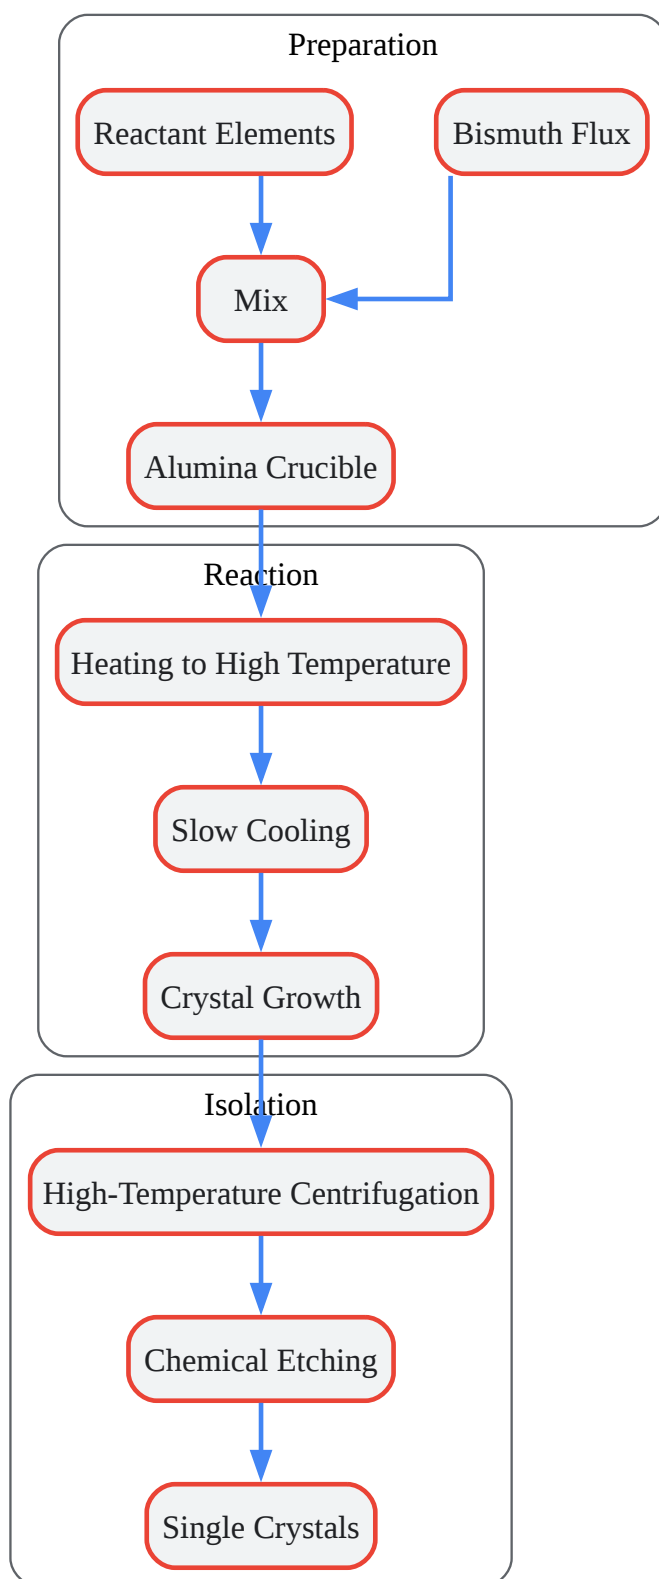 Preparation
Reactant Elements
Bismuth Flux
Mix
Alumina Crucible
Reaction
Heating to High Temperature
Slow Cooling
Crystal Growth
Isolation
High-Temperature Centrifugation
Chemical Etching
Single Crystals